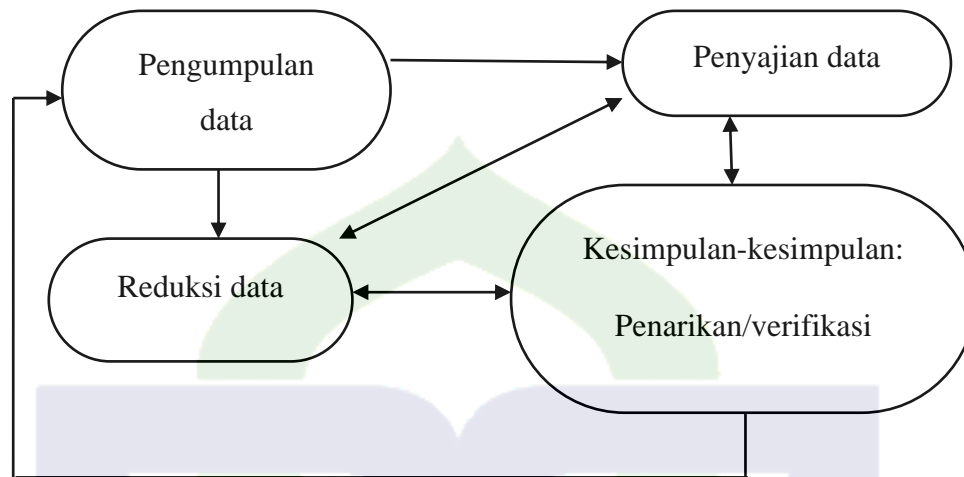 Pengumpulan
data
Penyajian data
Reduksi data
Kesimpulan-kesimpulan:
Penarikan/verifikasi